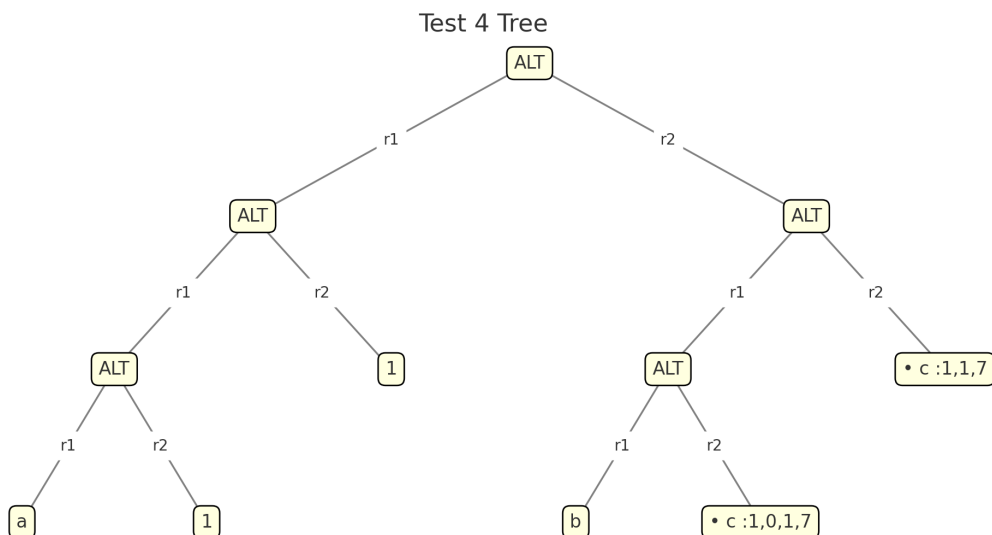 Test 4 Tree
ALT
r1
r2
ALT
ALT
r1
r2
r1
r2
ALT
1
ALT
• c :1,1,7
r1
r2
r1
r2
a
1
b
• c :1,0,1,7